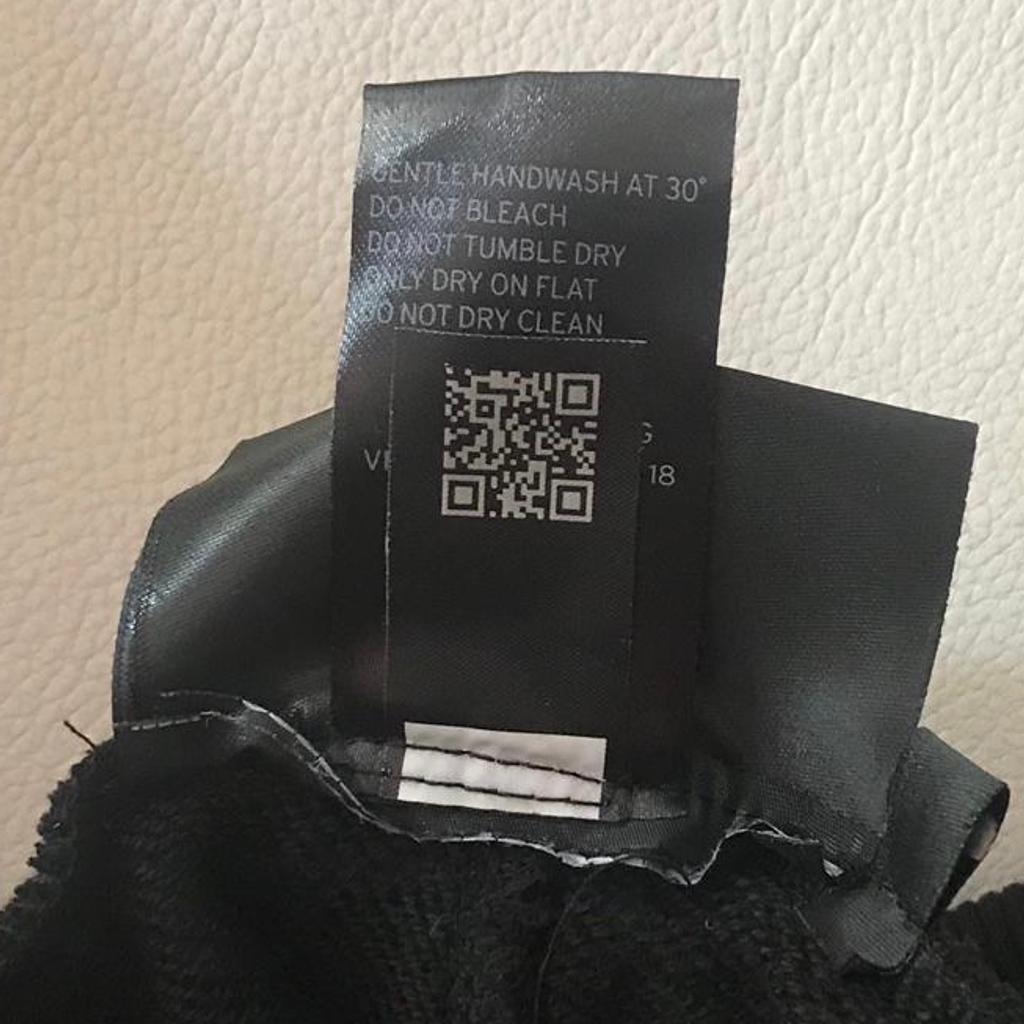 GENTLE HANDWASH AT 30°
DO NOT BLEACH
DO NOT TUMBLE DRY
ONLY DRY ON FLAT
DO NOT DRY CLEAN
18